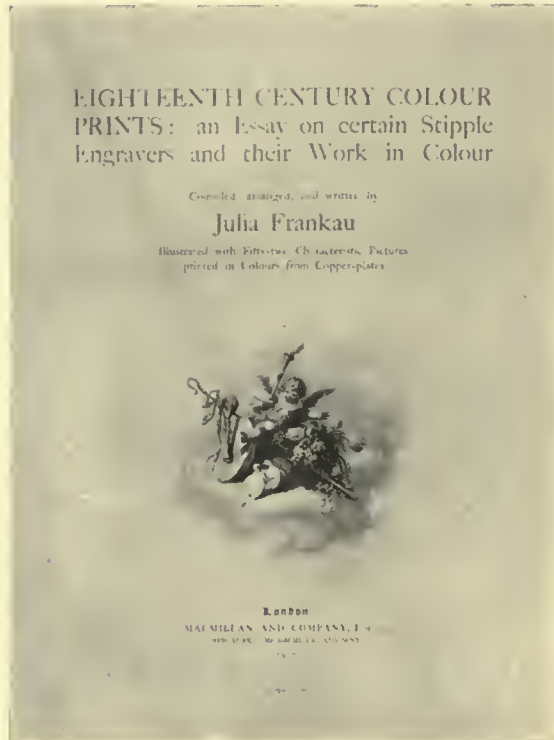 EIGHTEENTH CENTURY COLOUR
PRINTS: an Essay on certain Stipple
Engravers and their Work in Colour
Compiled, arranged, and written by
Julia Frankau
Illustrated with Fifty-two Characteristic Pictures
printed in Colours from Copper-plates
London
MACMILLAN AND COMPANY,
NEW YORK: